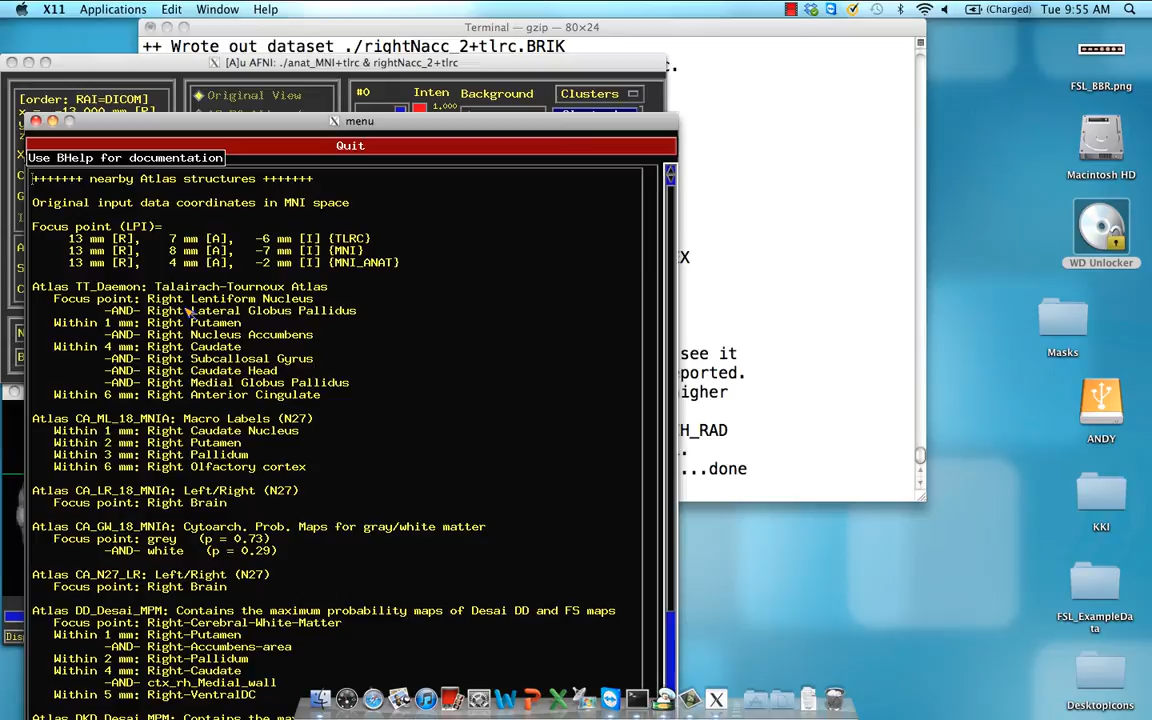 X11 Applications Edit Window Help
(Charged) Tue 9:55 AM
Terminal — gzip — 80×24
++ Wrote out dataset ./rightNacc_2+tlrc.BRIK
[A]u AFNI: ./anat_MNI+tlrc & rightNacc_2+tlrc
[order: RAI=DICOM]
Original View
#0 Inten Background Clusters
1.000
menu
Quit
Use BHelp for documentation
+++++++ nearby Atlas structures +++++++
Original input data coordinates in MNI space
Focus point (LPI)=
13 mm [R], 7 mm [A], -6 mm [I] {TLRC}
13 mm [R], 8 mm [A], -7 mm [I] {MNI}
13 mm [R], 4 mm [A], -2 mm [I] {MNI_ANAT}
Atlas TT_Daemon: Talairach-Tournoux Atlas
Focus point: Right Lentiform Nucleus
-AND- Right Lateral Globus Pallidus
Within 1 mm: Right Putamen
-AND- Right Nucleus Accumbens
Within 4 mm: Right Caudate
-AND- Right Subcallosal Gyrus
-AND- Right Caudate Head
-AND- Right Medial Globus Pallidus
Within 6 mm: Right Anterior Cingulate
Atlas CA_ML_18_MNIA: Macro Labels (N27)
Within 1 mm: Right Caudate Nucleus
Within 2 mm: Right Putamen
Within 3 mm: Right Pallidum
Within 6 mm: Right Olfactory cortex
Atlas CA_LR_18_MNIA: Left/Right (N27)
Focus point: Right Brain
Atlas CA_GW_18_MNIA: Cytoarch. Prob. Maps for gray/white matter
Focus point: grey (p = 0.73)
-AND- white (p = 0.29)
Atlas CA_N27_LR: Left/Right (N27)
Focus point: Right Brain
Atlas DD_Desai_MPM: Contains the maximum probability maps of Desai DD and FS maps
Focus point: Right-Cerebral-White-Matter
Within 1 mm: Right-Putamen
-AND- Right-Accumbens-area
Within 2 mm: Right-Pallidum
Within 4 mm: Right-Caudate
-AND- ctx_rh_Medial_wall
Within 5 mm: Right-VentralDC
see it
ported.
igher
H_RAD
...done
FSL_BBR.png
Macintosh HD
WD Unlocker
Masks
ANDY
KKI
FSL_ExampleDa
ta
DesktopIcons